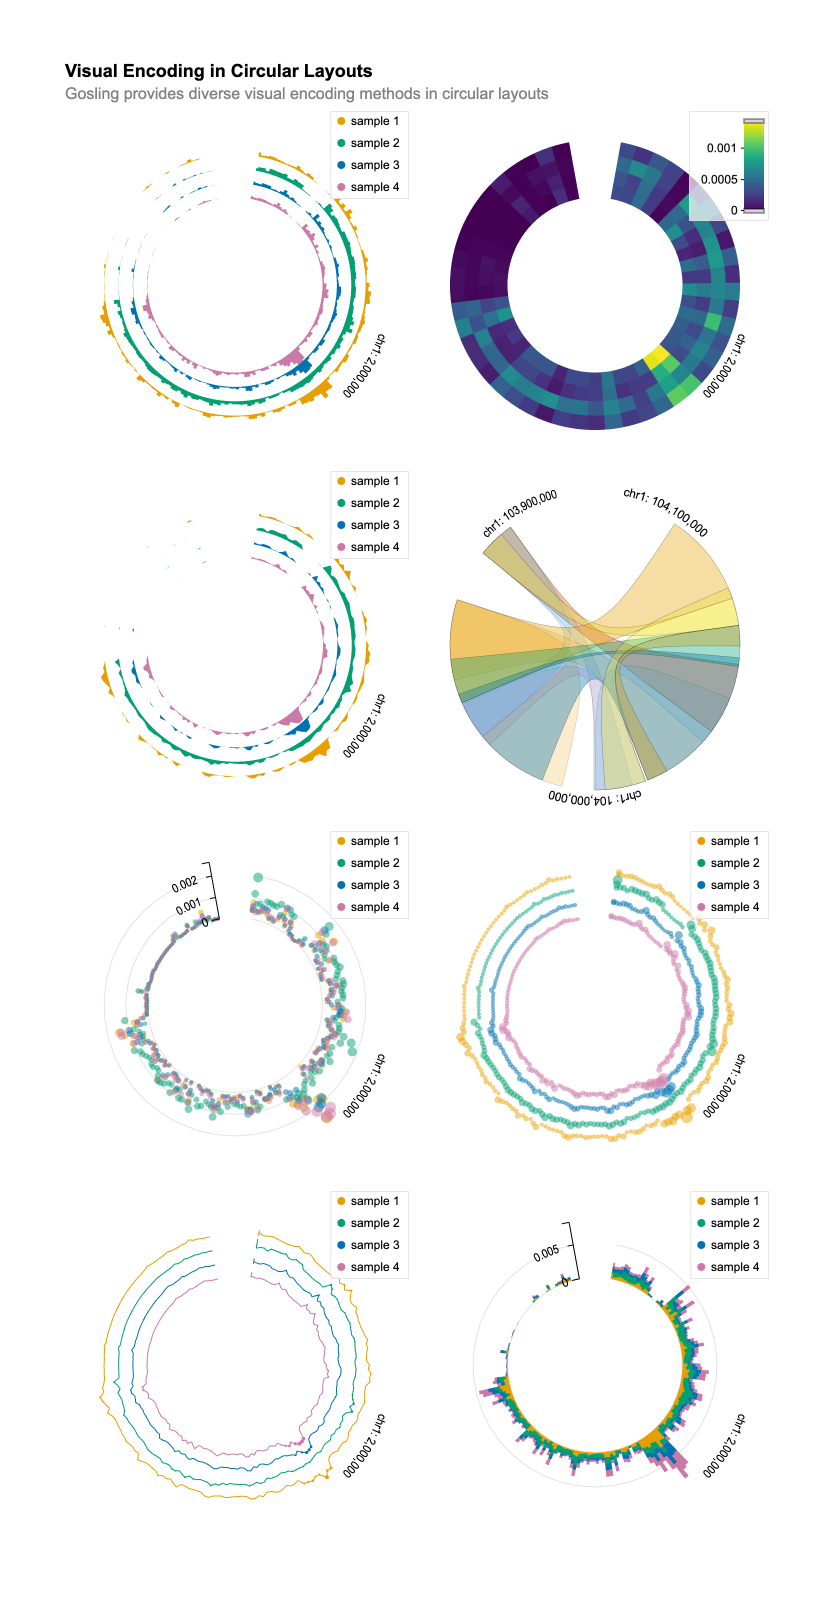 Visual Encoding in Circular Layouts
Gosling provides diverse visual encoding methods in circular layouts
sample 1
sample 2
sample 3
sample 4
chr1: 2,000,000
0.001
0.0005
0
chr1: 2,000,000
sample 1
sample 2
sample 3
sample 4
chr1: 2,000,000
chr1: 103,900,000
chr1: 104,100,000
chr1: 104,000,000
sample 1
sample 2
sample 3
sample 4
0.002
0.001
0
chr1: 2,000,000
sample 1
sample 2
sample 3
sample 4
chr1: 2,000,000
sample 1
sample 2
sample 3
sample 4
chr1: 2,000,000
sample 1
sample 2
sample 3
sample 4
0.005
0
chr1: 2,000,000